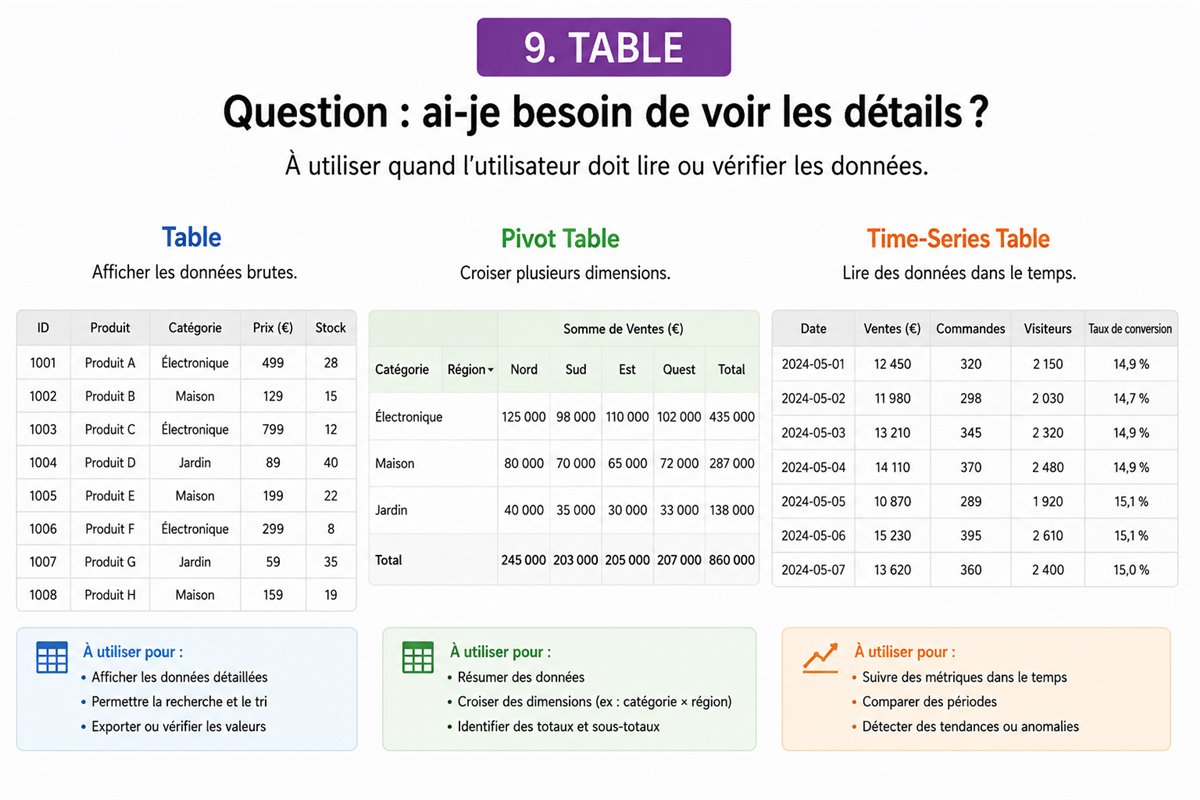 9. TABLE
Question : ai-je besoin de voir les détails ?
À utiliser quand l'utilisateur doit lire ou vérifier les données.
Table
Afficher les données brutes.
ID Produit Catégorie Prix (€) Stock
1001 Produit A Électronique 499 28
1002 Produit B Maison 129 15
1003 Produit C Électronique 799 12
1004 Produit D Jardin 89 40
1005 Produit E Maison 199 22
1006 Produit F Électronique 299 8
1007 Produit G Jardin 59 35
1008 Produit H Maison 159 19
À utiliser pour :
• Afficher les données détaillées
• Permettre la recherche et le tri
• Exporter ou vérifier les valeurs
Pivot Table
Croiser plusieurs dimensions.
Somme de Ventes (€)
Catégorie Région Nord Sud Est Quest Total
Électronique 125 000 98 000 110 000 102 000 435 000
Maison 80 000 70 000 65 000 72 000 287 000
Jardin 40 000 35 000 30 000 33 000 138 000
Total 245 000 203 000 205 000 207 000 860 000
À utiliser pour :
• Résumer des données
• Croiser des dimensions (ex : catégorie × région)
• Identifier des totaux et sous-totaux
Time-Series Table
Lire des données dans le temps.
Date Ventes (€) Commandes Visiteurs Taux de conversion
2024-05-01 12 450 320 2 150 14,9 %
2024-05-02 11 980 298 2 030 14,7 %
2024-05-03 13 210 345 2 320 14,9 %
2024-05-04 14 110 370 2 480 14,9 %
2024-05-05 10 870 289 1 920 15,1 %
2024-05-06 15 230 395 2 610 15,1 %
2024-05-07 13 620 360 2 400 15,0 %
À utiliser pour :
• Suivre des métriques dans le temps
• Comparer des périodes
• Détecter des tendances ou anomalies